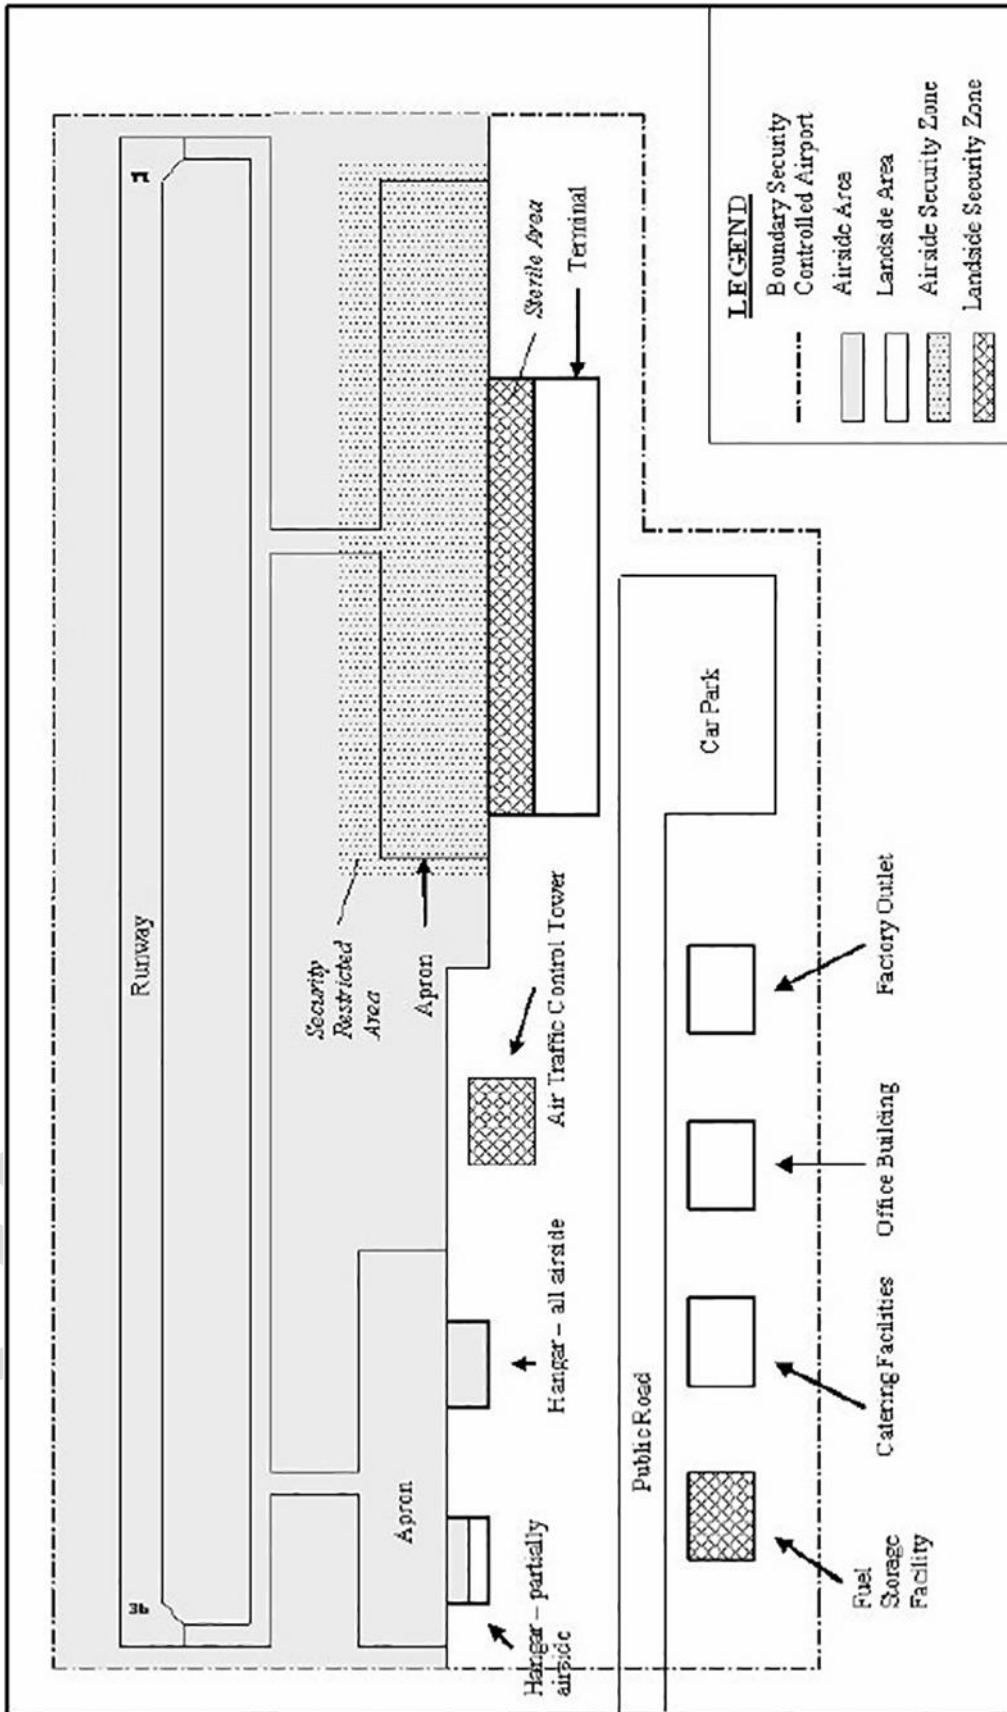 Runway
36
Security
Restricted
Area
Apron
Apron
Sterile Area
Terminal
Air Traffic Control Tower
Hangar – all airside
Hangar – partially
airside
Public Road
Car Park
Fuel
Storage
Facility
Catering Facilities
Office Building
Factory Outlet
LEGEND
Boundary Security
Controlled Airport
Airside Area
Landside Area
Airside Security Zone
Landside Security Zone